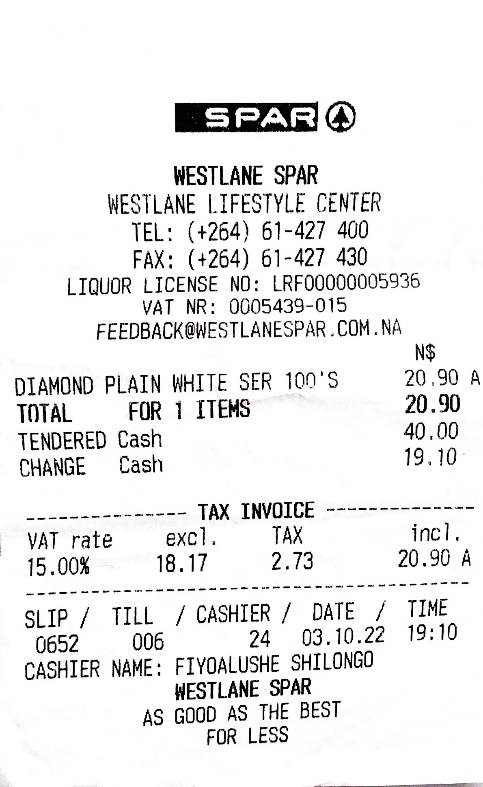 SPAR
WESTLANE SPAR
WESTLANE LIFESTYLE CENTER
TEL: (+264) 61-427 400
FAX: (+264) 61-427 430
LIQUOR LICENSE NO: LRF00000005936
VAT NR: 0005439-015
FEEDBACK@WESTLANESPAR.COM.NA
N$
DIAMOND PLAIN WHITE SER 100'S 20.90 A
TOTAL FOR 1 ITEMS 20.90
TENDERED Cash 40.00
CHANGE Cash 19.10
--------------- TAX INVOICE ---------------
VAT rate excl. TAX incl.
15.00% 18.17 2.73 20.90 A
SLIP / TILL / CASHIER / DATE / TIME
0652 006 24 03.10.22 19:10
CASHIER NAME: FIYOALUSHE SHILONGO
WESTLANE SPAR
AS GOOD AS THE BEST
FOR LESS